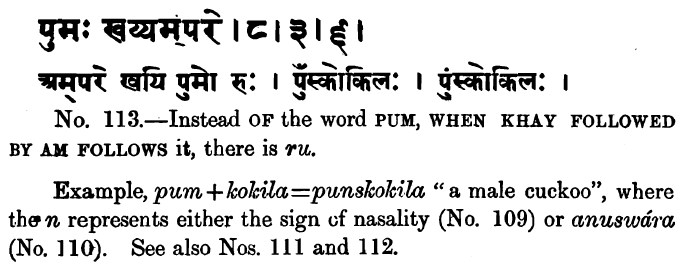 पुमः खय्यम्परे । ८ । ३ । ६ ।
अम्परे खयि पुमो रुः । पुँस्कोकिलः । पुंस्कोकिलः ।
No. 113.—Instead OF the word PUM, WHEN KHAY FOLLOWED
BY AM FOLLOWS it, there is ru.
Example, pum+kokila=punskokila "a male cuckoo", where
the n represents either the sign of nasality (No. 109) or anuswára
(No. 110). See also Nos. 111 and 112.